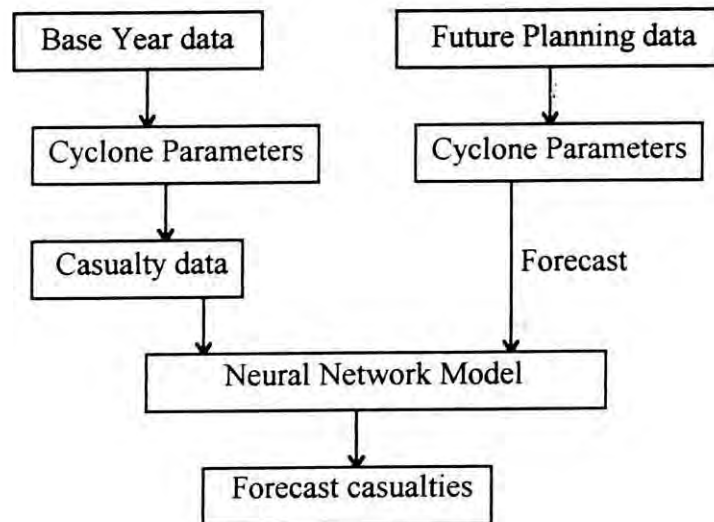 Base Year data
Future Planning data
Cyclone Parameters
Cyclone Parameters
Casualty data
Forecast
Neural Network Model
Forecast casualties